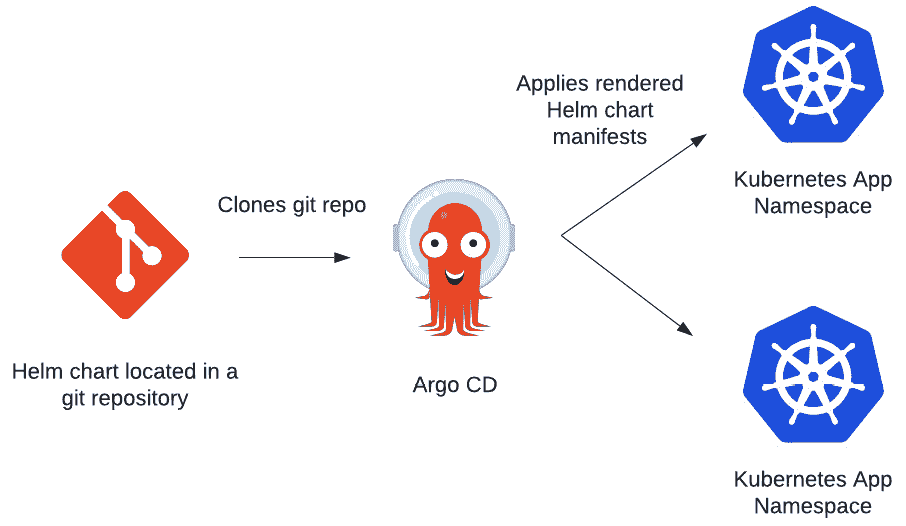 Applies rendered
Helm chart
manifests
Kubernetes App
Namespace
Clones git repo
Helm chart located in a
git repository
Argo CD
Kubernetes App
Namespace